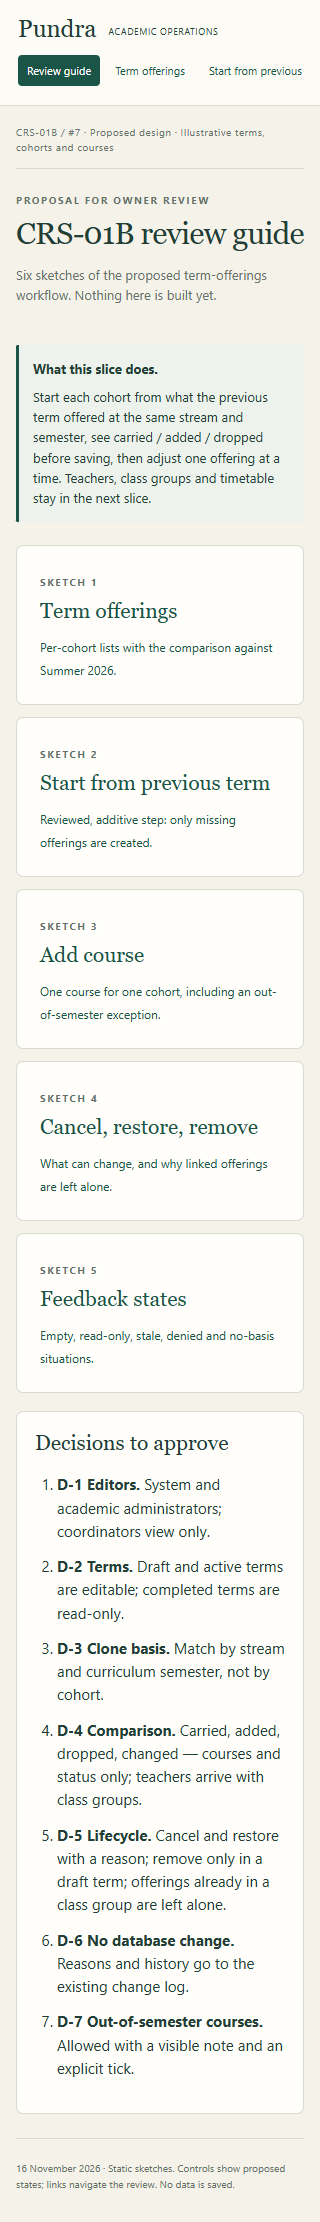 Pundra ACADEMIC OPERATIONS
Review guide Term offerings Start from previous
CRS-01B / #7 · Proposed design · Illustrative terms,
cohorts and courses
PROPOSAL FOR OWNER REVIEW
CRS-01B review guide
Six sketches of the proposed term-offerings
workflow. Nothing here is built yet.
What this slice does.
Start each cohort from what the previous
term offered at the same stream and
semester, see carried / added / dropped
before saving, then adjust one offering at a
time. Teachers, class groups and timetable
stay in the next slice.
SKETCH 1
Term offerings
Per-cohort lists with the comparison against
Summer 2026.
SKETCH 2
Start from previous term
Reviewed, additive step: only missing
offerings are created.
SKETCH 3
Add course
One course for one cohort, including an out-
of-semester exception.
SKETCH 4
Cancel, restore, remove
What can change, and why linked offerings
are left alone.
SKETCH 5
Feedback states
Empty, read-only, stale, denied and no-basis
situations.
Decisions to approve
1. D-1 Editors. System and
academic administrators;
coordinators view only.
2. D-2 Terms. Draft and active terms
are editable; completed terms are
read-only.
3. D-3 Clone basis. Match by stream
and curriculum semester, not by
cohort.
4. D-4 Comparison. Carried, added,
dropped, changed — courses and
status only; teachers arrive with
class groups.
5. D-5 Lifecycle. Cancel and restore
with a reason; remove only in a
draft term; offerings already in a
class group are left alone.
6. D-6 No database change.
Reasons and history go to the
existing change log.
7. D-7 Out-of-semester courses.
Allowed with a visible note and an
explicit tick.
16 November 2026 · Static sketches. Controls show proposed
states; links navigate the review. No data is saved.